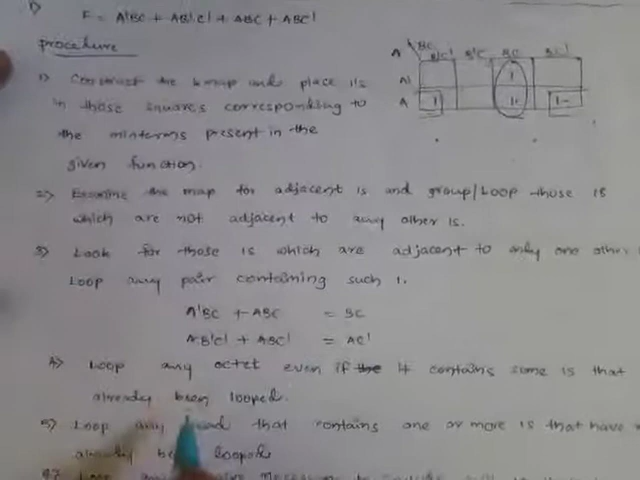 1)
F = A'BC + AB'C' + ABC + ABC'
procedure
A BC B'C' B'C BC BC'
A' 1
A 1 1 1
1) Construct the kmap and place 1s
in those squares corresponding to
the minterms present in the
given function.
2) Examine the map for adjacent 1s and group/Loop those 1s
which are not adjacent to any other 1s.
3) Look for those 1s which are adjacent to only one other
Loop any pair containing such 1.
A'BC + ABC = BC
AB'C' + ABC' = AC'
4) Loop any octet even if the it contains some 1s that
already been looped.
5) Loop any that contains one or more 1s that have
already looped